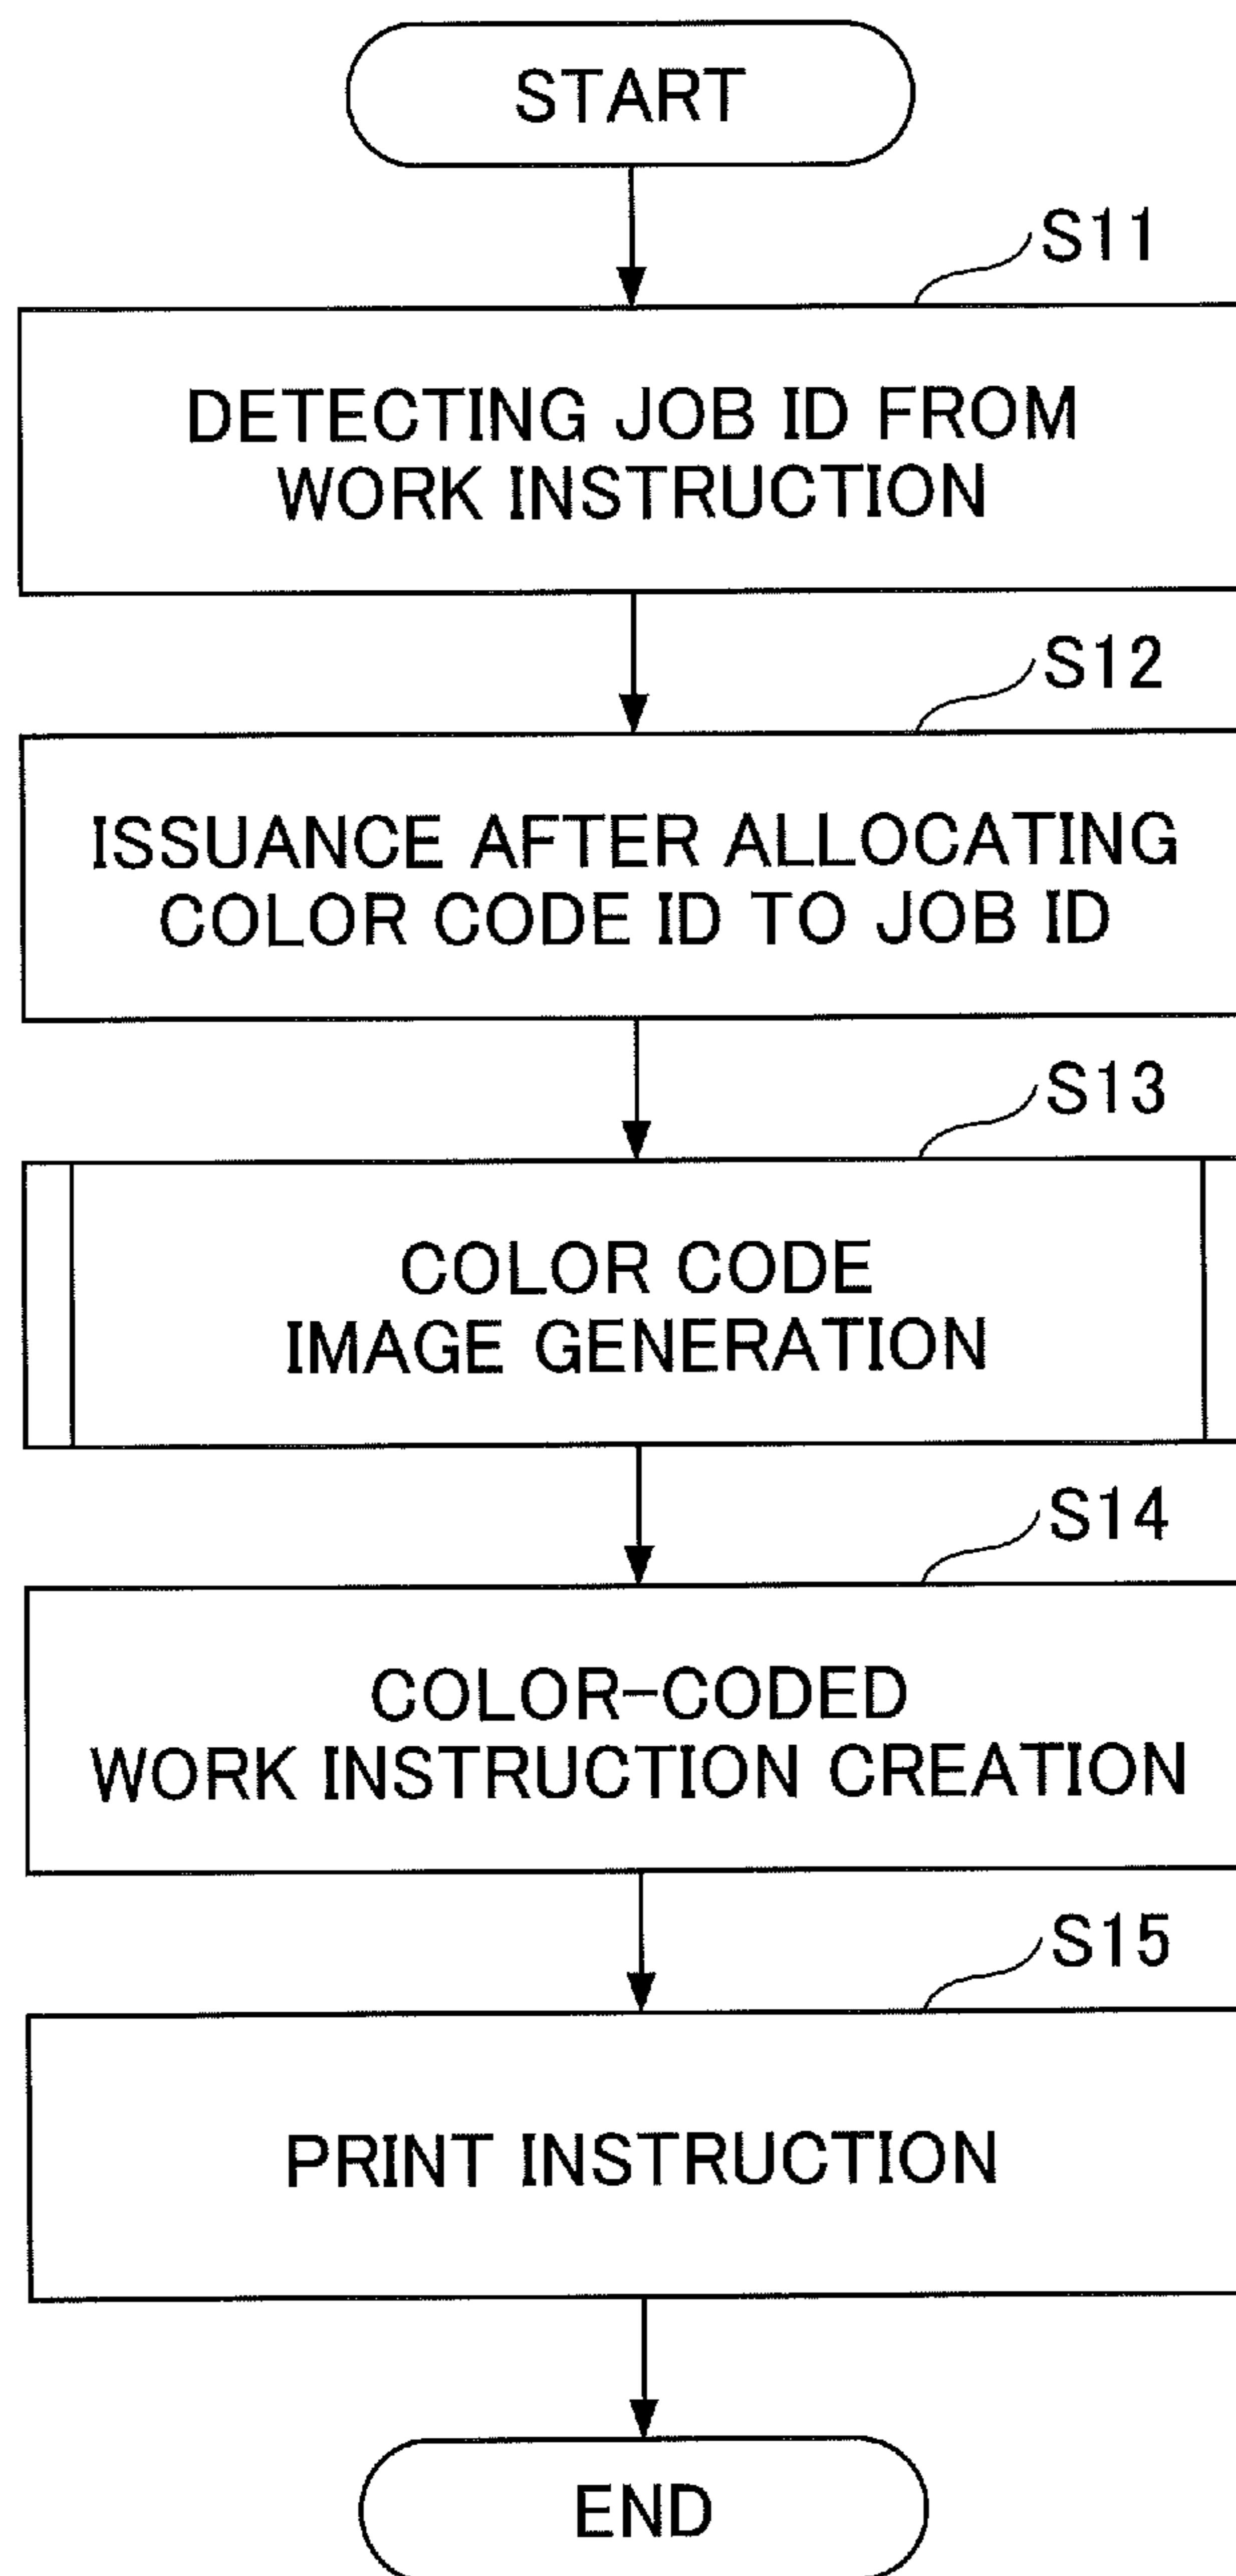 START
S11
DETECTING JOB ID FROM
WORK INSTRUCTION
S12
ISSUANCE AFTER ALLOCATING
COLOR CODE ID TO JOB ID
S13
COLOR CODE
IMAGE GENERATION
S14
COLOR-CODED
WORK INSTRUCTION CREATION
S15
PRINT INSTRUCTION
END